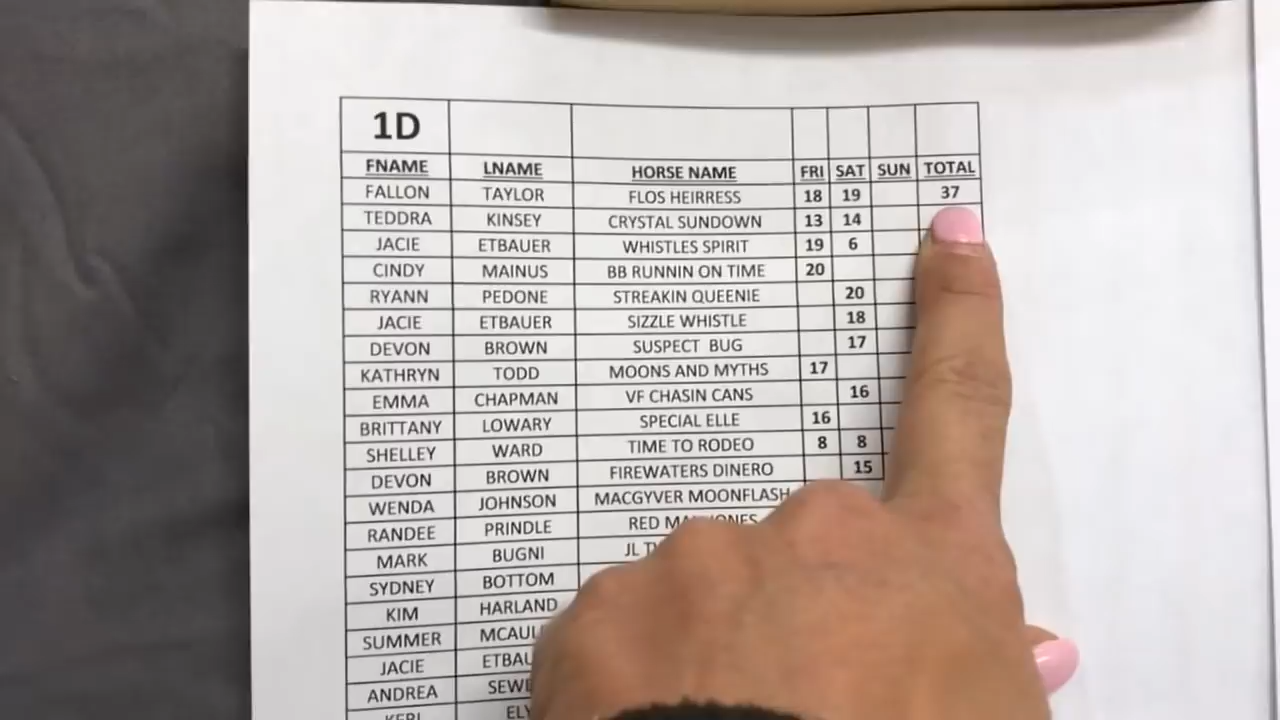 1D
FNAME LNAME HORSE NAME FRI SAT SUN TOTAL
FALLON TAYLOR FLOS HEIRRESS 18 19 37
TEDDRA KINSEY CRYSTAL SUNDOWN 13 14
JACIE ETBAUER WHISTLES SPIRIT 19 6
CINDY MAINUS BB RUNNIN ON TIME 20
RYANN PEDONE STREAKIN QUEENIE 20
JACIE ETBAUER SIZZLE WHISTLE 18
DEVON BROWN SUSPECT BUG 17
KATHRYN TODD MOONS AND MYTHS 17
EMMA CHAPMAN VF CHASIN CANS 16
BRITTANY LOWARY SPECIAL ELLE 16
SHELLEY WARD TIME TO RODEO 8 8
DEVON BROWN FIREWATERS DINERO 15
WENDA JOHNSON MACGYVER MOONFLASH
RANDEE PRINDLE RED
MARK BUGNI JL
SYDNEY BOTTOM
KIM HARLAND
SUMMER
JACIE
ANDREA